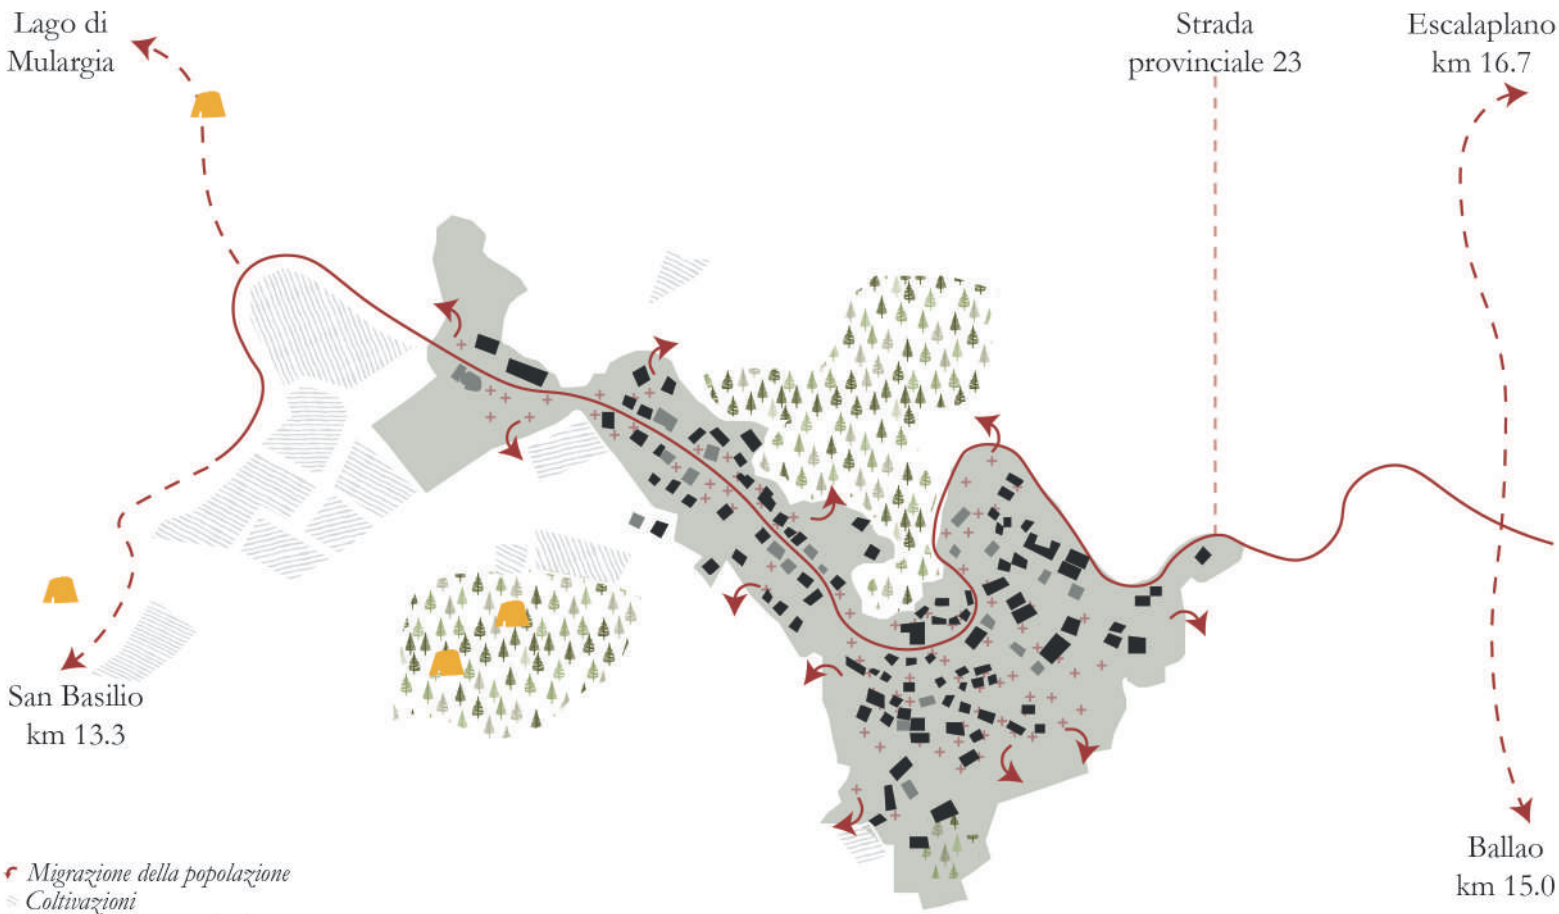 Lago di
Mulargia
Strada
provinciale 23
Escalaplano
km 16.7
San Basilio
km 13.3
Ballao
km 15.0
Migrazione della popolazione
Coltivazioni